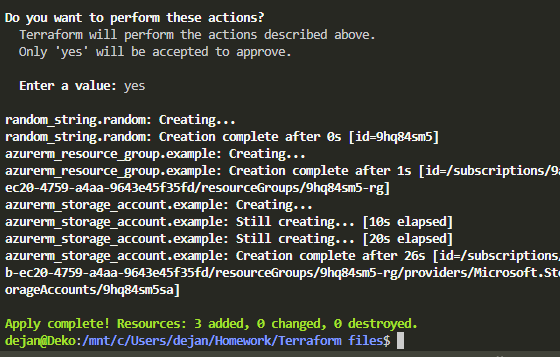 Do you want to perform these actions?
Terraform will perform the actions described above.
Only 'yes' will be accepted to approve.
Enter a value: yes
random_string.random: Creating...
random_string.random: Creation complete after 0s [id=9hq84sm5]
azurerm_resource_group.example: Creating...
azurerm_resource_group.example: Creation complete after 1s [id=/subscriptions/9a
ec20-4759-a4aa-9643e45f35fd/resourceGroups/9hq84sm5-rg]
azurerm_storage_account.example: Creating...
azurerm_storage_account.example: Still creating... [10s elapsed]
azurerm_storage_account.example: Still creating... [20s elapsed]
azurerm_storage_account.example: Creation complete after 26s [id=/subscriptions/
b-ec20-4759-a4aa-9643e45f35fd/resourceGroups/9hq84sm5-rg/providers/Microsoft.Sto
orageAccounts/9hq84sm5sa]
Apply complete! Resources: 3 added, 0 changed, 0 destroyed.
dejan@Deko:/mnt/c/Users/dejan/Homework/Terraform files$